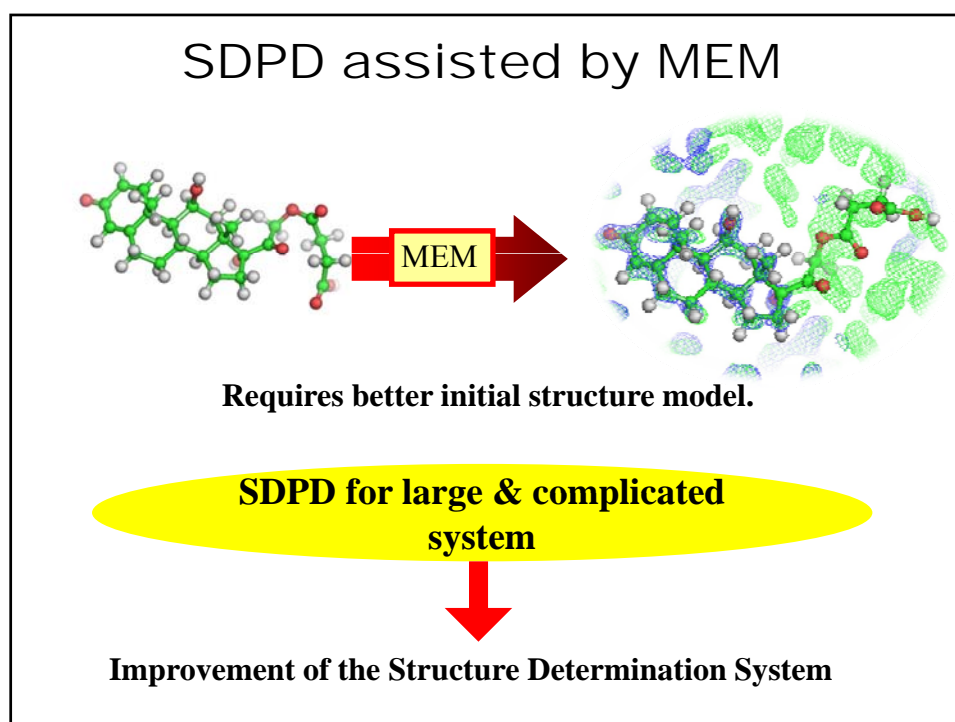 SDPD assisted by MEM
MEM
Requires better initial structure model.
SDPD for large & complicated
system
Improvement of the Structure Determination System